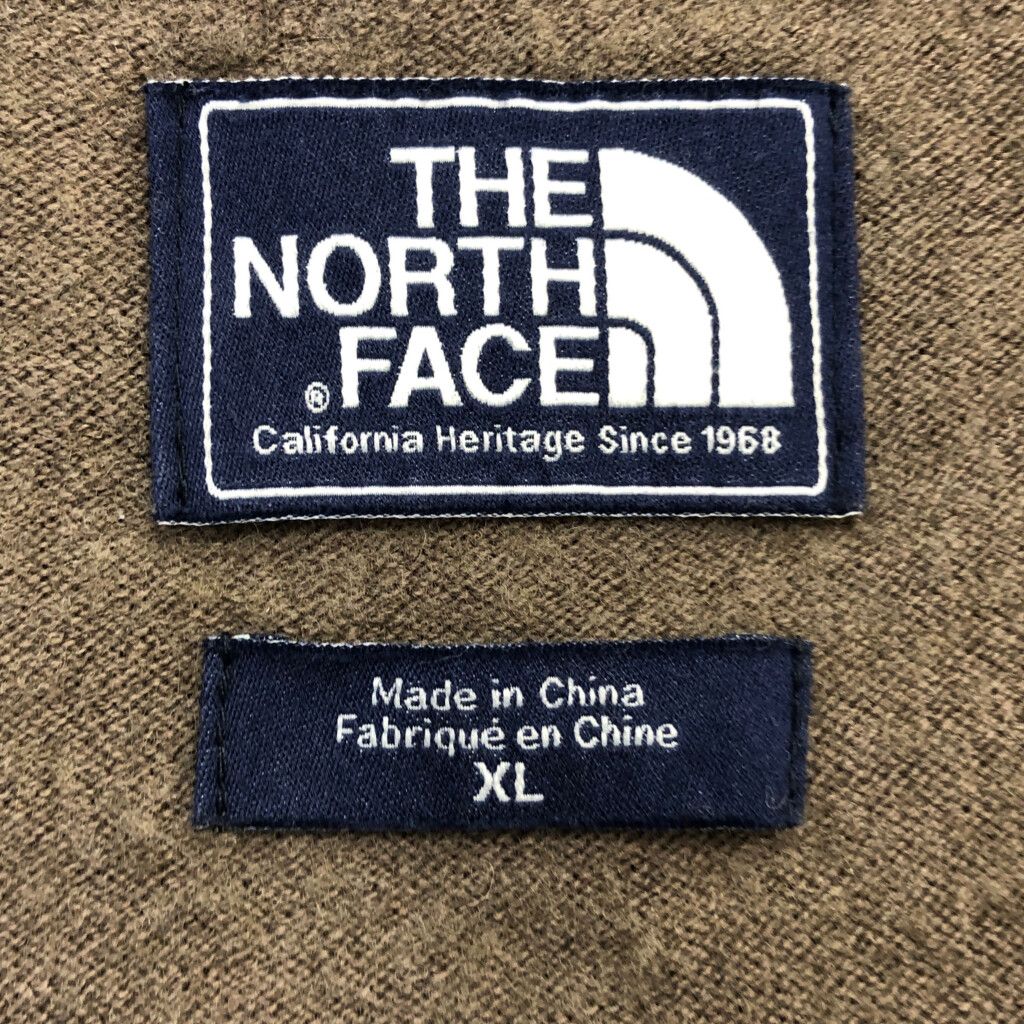 THE
NORTH
FACE
®
California Heritage Since 1968
Made in China
Fabriqué en Chine
XL